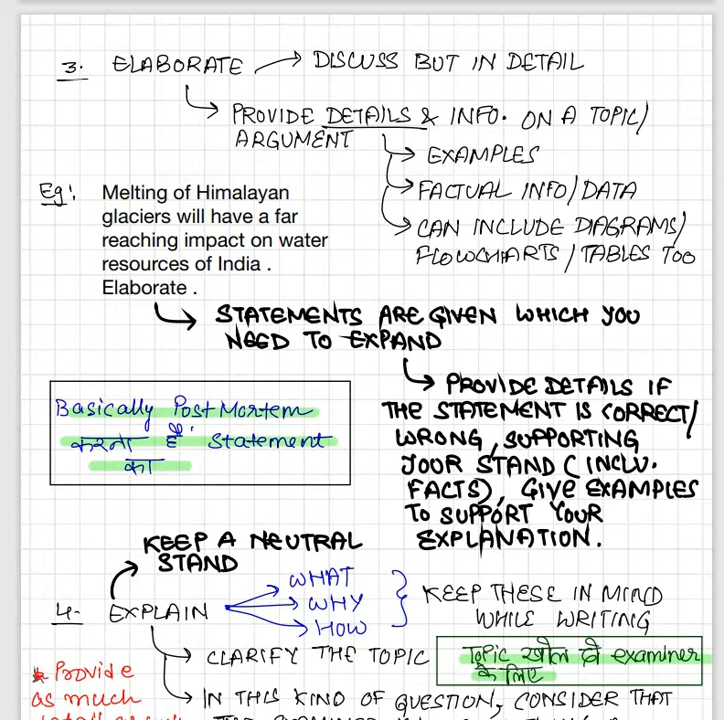 3. ELABORATE → DISCUSS BUT IN DETAIL
PROVIDE DETAILS & INFO. ON A TOPIC/
ARGUMENT
EXAMPLES
FACTUAL INFO/DATA
CAN INCLUDE DIAGRAMS/
FLOWCHARTS/TABLES TOO
Eg:
Melting of Himalayan
glaciers will have a far
reaching impact on water
resources of India .
Elaborate .
STATEMENTS ARE GIVEN WHICH YOU
NEED TO EXPAND
PROVIDE DETAILS IF
THE STATEMENT IS CORRECT/
WRONG, SUPPORTING
YOUR STAND (INCLU.
FACTS), GIVE EXAMPLES
TO SUPPORT YOUR
EXPLANATION.
Basically PostMortem
करना है Statement
का
KEEP A NEUTRAL
STAND
4. EXPLAIN
WHAT
WHY
HOW
KEEP THESE IN MIND
WHILE WRITING
CLARIFY THE TOPIC
Topic खोल दो examiner
के लिए
* Provide
as much
IN THIS KIND OF QUESTION, CONSIDER THAT